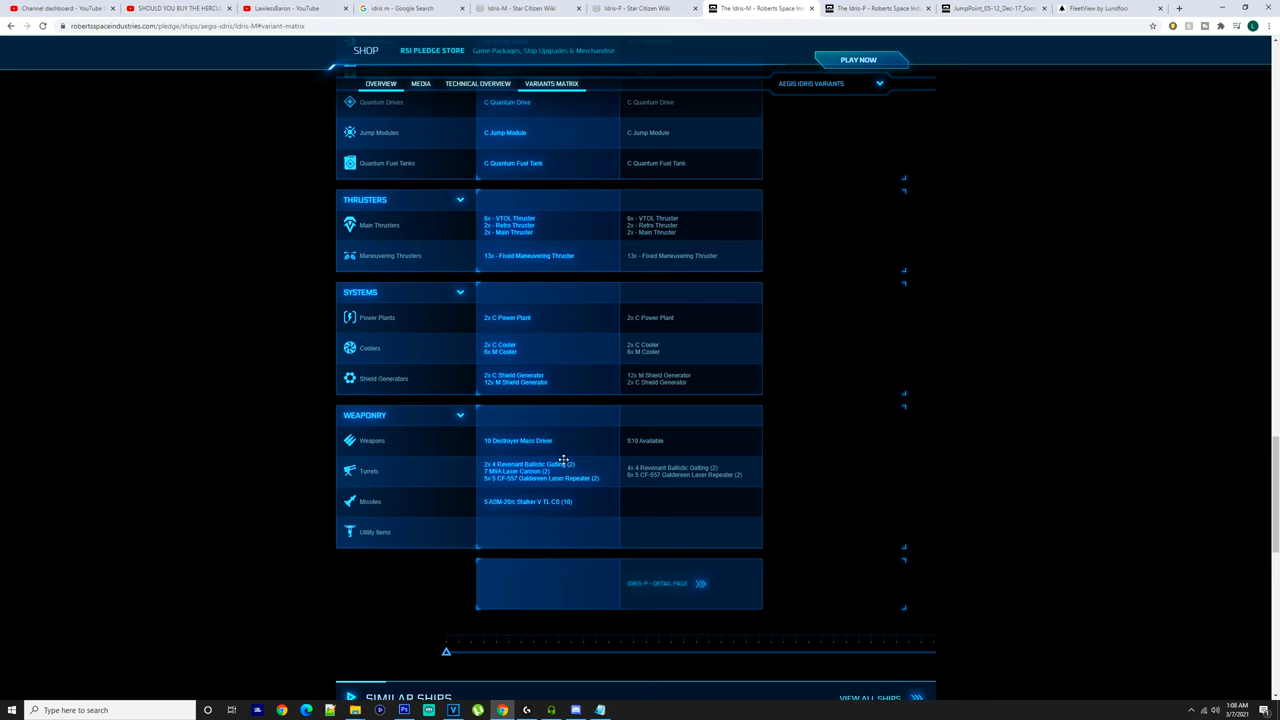 Channel dashboard - YouTube S
SHOULD YOU BUY THE HERCUL
LawlessBaron - YouTube
idris m - Google Search
Idris-M - Star Citizen Wiki
Idris-P - Star Citizen Wiki
The Idris-M - Roberts Space Ind
The Idris-P - Roberts Space Ind
JumpPoint_05-12_Dec-17_Soon
FleetView by Lundfoci
robertsspaceindustries.com/pledge/ships/aegis-idris/Idris-M#variant-matrix
SHOP
RSI PLEDGE STORE
Game Packages, Ship Upgrades & Merchandise
PLAY NOW
OVERVIEW
MEDIA
TECHNICAL OVERVIEW
VARIANTS MATRIX
AEGIS IDRIS VARIANTS
Quantum Drives
C Quantum Drive
C Quantum Drive
Jump Modules
C Jump Module
C Jump Module
Quantum Fuel Tanks
C Quantum Fuel Tank
C Quantum Fuel Tank
THRUSTERS
Main Thrusters
6x - VTOL Thruster
2x - Retro Thruster
2x - Main Thruster
6x - VTOL Thruster
2x - Retro Thruster
2x - Main Thruster
Maneuvering Thrusters
13x - Fixed Maneuvering Thruster
13x - Fixed Maneuvering Thruster
SYSTEMS
Power Plants
2x C Power Plant
2x C Power Plant
Coolers
2x C Cooler
6x M Cooler
2x C Cooler
6x M Cooler
Shield Generators
2x C Shield Generator
12x M Shield Generator
12x M Shield Generator
2x C Shield Generator
WEAPONRY
Weapons
10 Destroyer Mass Driver
S10 Available
Turrets
2x 4 Revenant Ballistic Gatling (2)
7 M9A Laser Cannon (2)
5x 5 CF-557 Galdereen Laser Repeater (2)
4x 4 Revenant Ballistic Gatling (2)
6x 5 CF-557 Galdereen Laser Repeater (2)
Missiles
5 ASM-20/c Stalker V TL CS (10)
Utility Items
IDRIS-P - DETAIL PAGE
SIMILAR SHIPS
VIEW ALL SHIPS
Type here to search
1:08 AM
3/7/2021